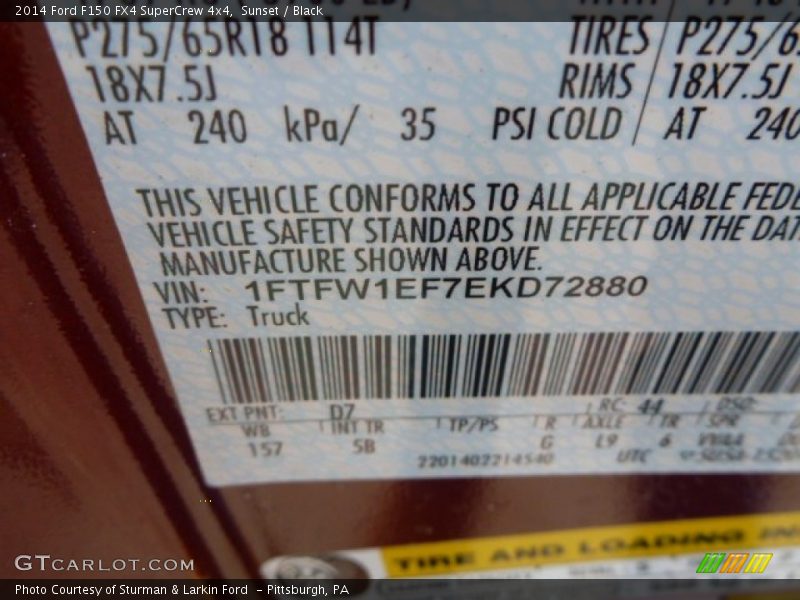 2014 Ford F150 FX4 SuperCrew 4x4, Sunset / Black
P275/65R18 114T TIRES P275/65
18X7.5J RIMS 18X7.5J
AT 240 kPa/ 35 PSI COLD AT 240
THIS VEHICLE CONFORMS TO ALL APPLICABLE FEDE
VEHICLE SAFETY STANDARDS IN EFFECT ON THE DAT
MANUFACTURE SHOWN ABOVE.
VIN: 1FTFW1EF7EKD72880
TYPE: Truck
EXT PNT: D7 RC: 44 DSO:
WB INT TR TP/PS R AXLE TR SPR
157 5B G L9 6
2201402214540 UTC
TIRE AND LOADING IN
GTCARLOT.COM
Photo Courtesy of Sturman & Larkin Ford - Pittsburgh, PA